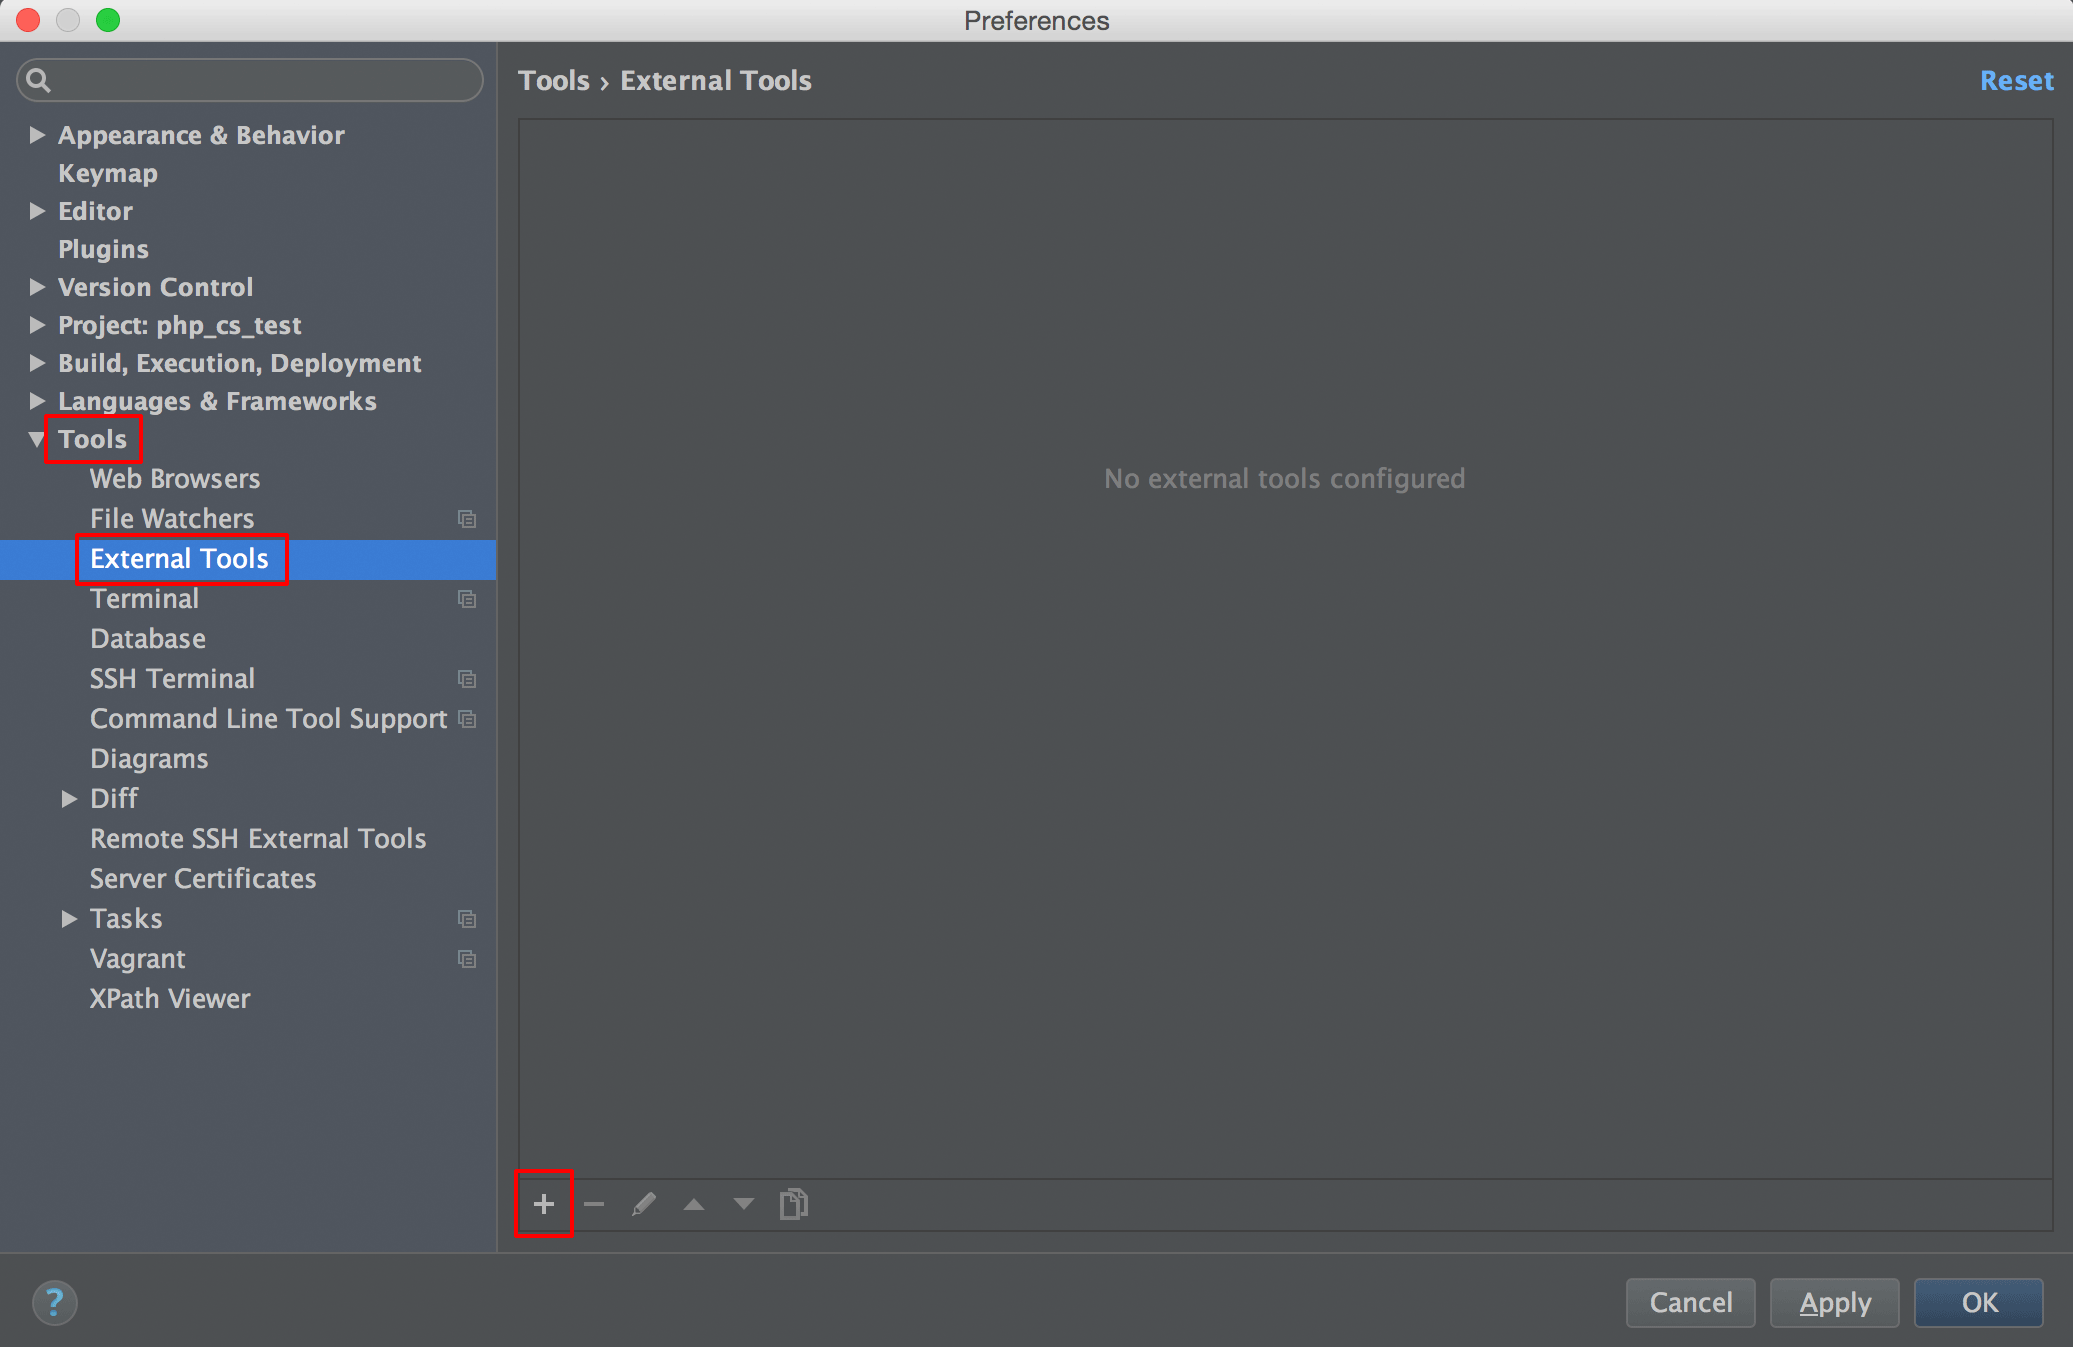 Preferences
Tools › External Tools
Reset
Appearance & Behavior
Keymap
Editor
Plugins
Version Control
Project: php_cs_test
Build, Execution, Deployment
Languages & Frameworks
Tools
Web Browsers
File Watchers
External Tools
Terminal
Database
SSH Terminal
Command Line Tool Support
Diagrams
Diff
Remote SSH External Tools
Server Certificates
Tasks
Vagrant
XPath Viewer
No external tools configured
?
Cancel
Apply
OK